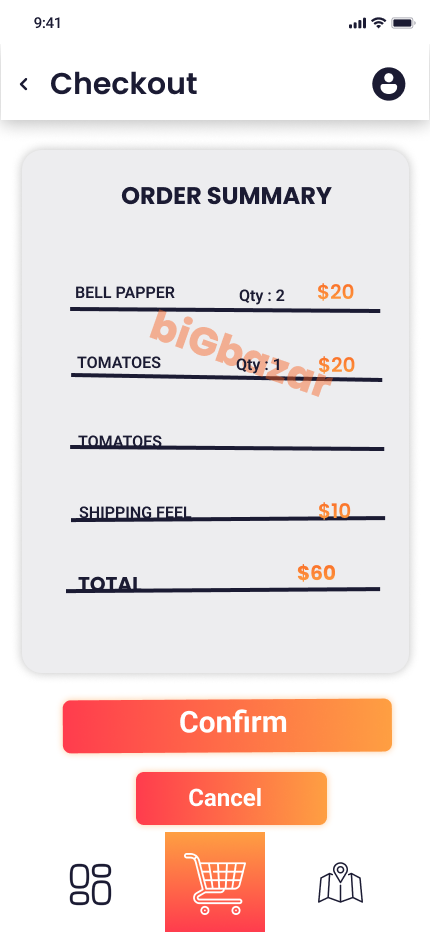 9:41
Checkout
ORDER SUMMARY
BELL PAPPER Qty : 2 $20
biGbazar
TOMATOES Qty : 1 $20
TOMATOES
SHIPPING FEEL $10
TOTAL $60
Confirm
Cancel